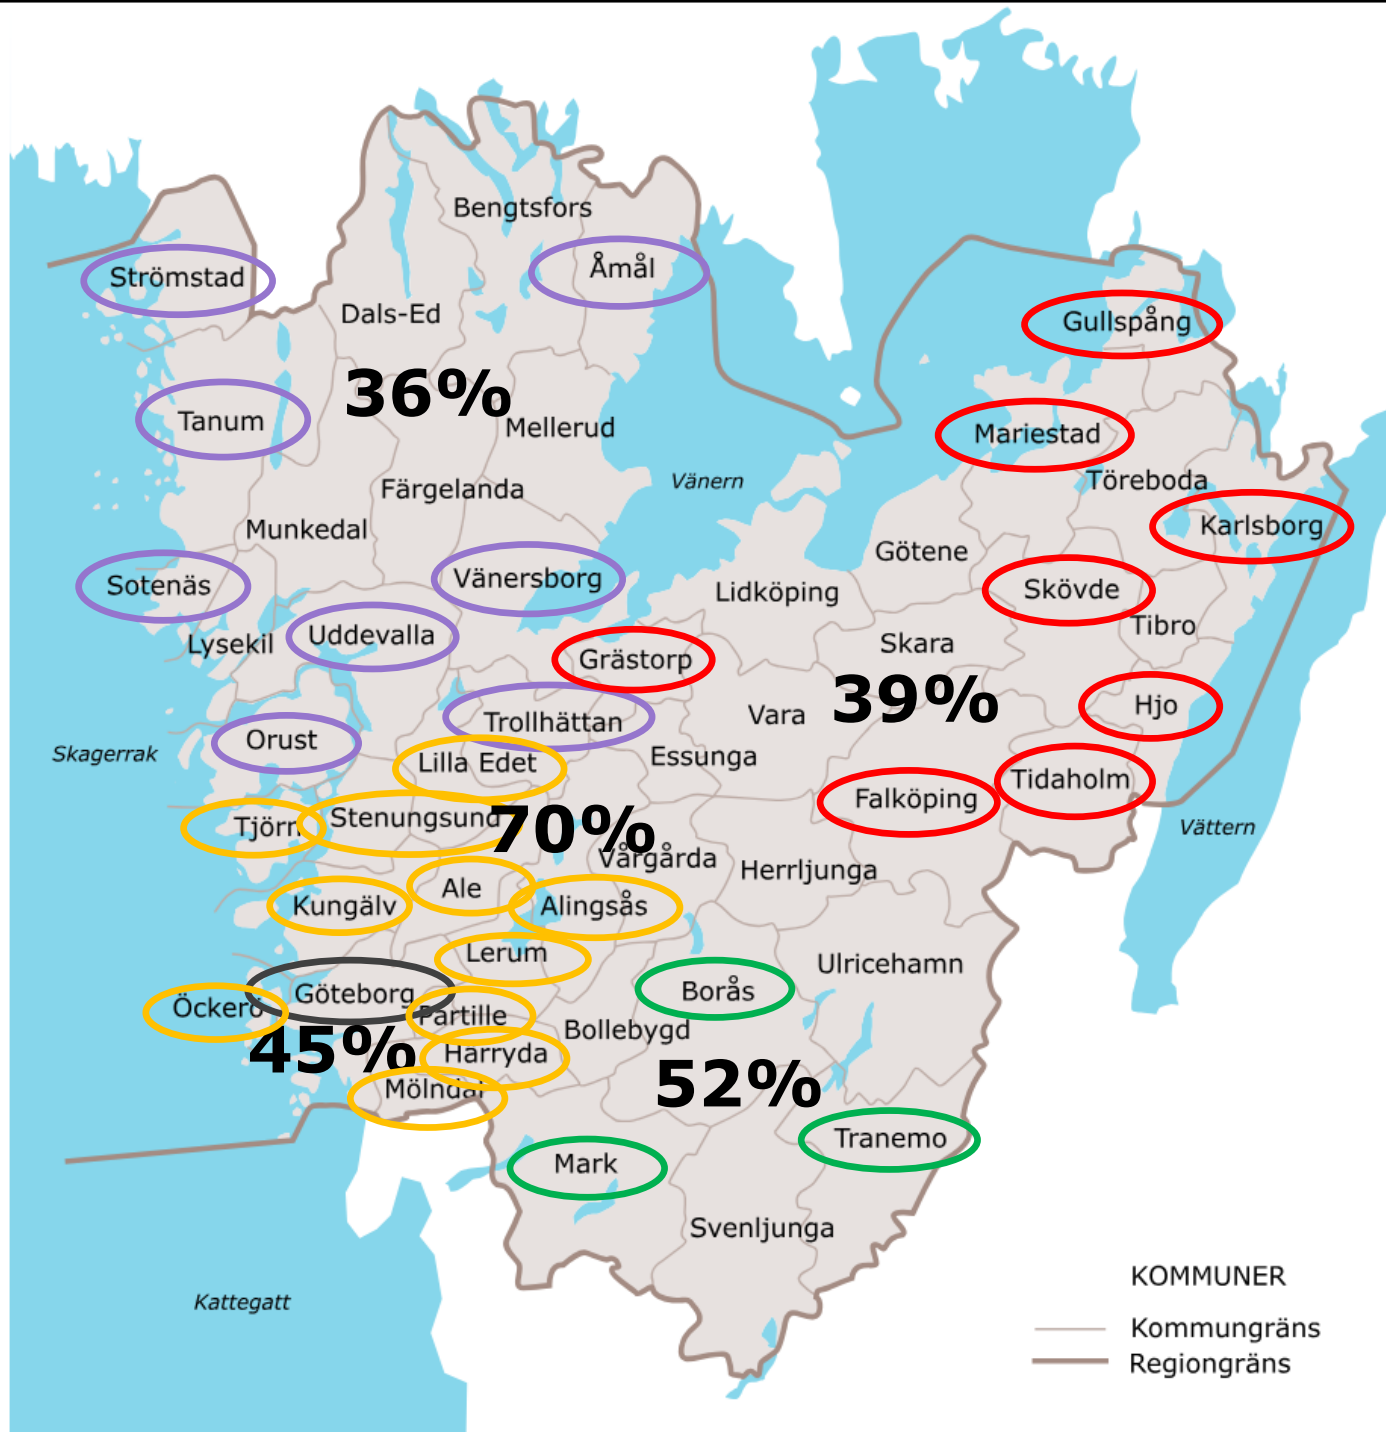 Bengtsfors
Åmål
Strömstad
Dals-Ed
Gullspång
36%
Tanum
Mellerud
Mariestad
Vänern
Töreboda
Färgelanda
Munkedal
Karlsborg
Götene
Sotenäs
Vänersborg
Lidköping
Skövde
Tibro
Uddevalla
Lysekil
Skara
Grästorp
39%
Hjo
Trollhättan
Vara
Orust
Skagerrak
Essunga
Lilla Edet
Tidaholm
Falköping
Tjörn
Stenungsund
70%
Vättern
Vårgårda
Herrljunga
Ale
Kungälv
Alingsås
Lerum
Ulricehamn
Göteborg
Borås
Öckerö
Partille
Bollebygd
45%
Härryda
52%
Mölndal
Tranemo
Mark
Svenljunga
KOMMUNER
Kattegatt
Kommungräns
Regiongräns